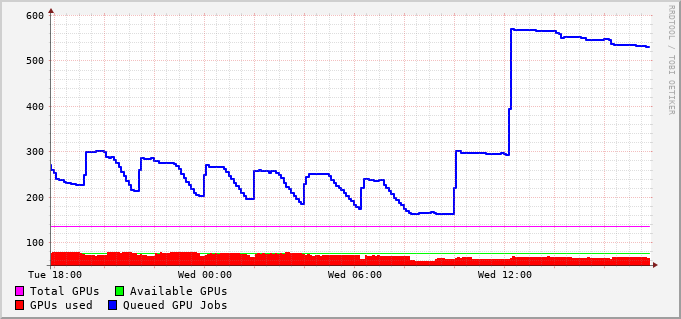 600
500
400
300
200
100
Tue 18:00 Wed 00:00 Wed 06:00 Wed 12:00
Total GPUs Available GPUs
GPUs used Queued GPU Jobs
RRDTOOL / TOBI OETIKER